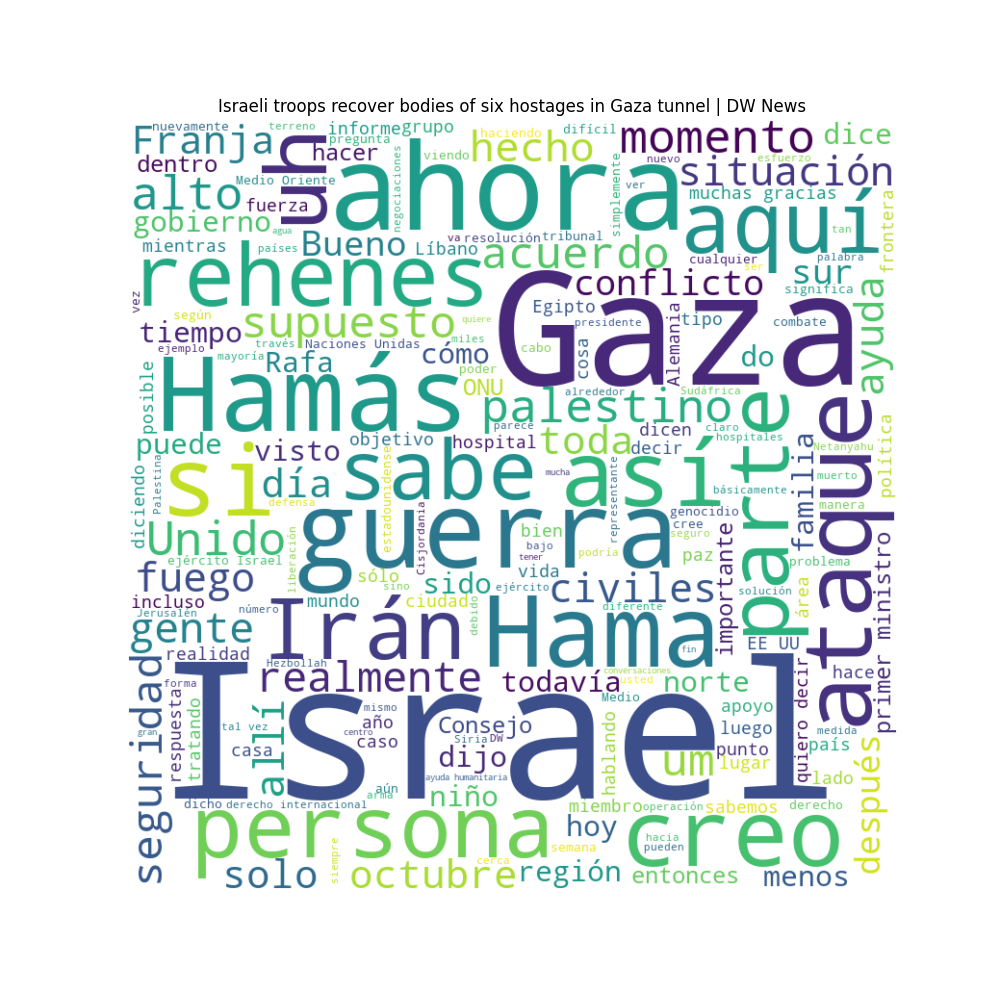 Israeli troops recover bodies of six hostages in Gaza tunnel | DW News
nuevamente
terreno
informe
grupo
difícil
haciendo
momento
dice
Franja
uh
pregunta
hacer
negociaciones
viendo
hecho
nuevo
situación
esfuerzo
dentro
ahora
simplemente
alto
Medio Oriente
fuerza
ver
muchas gracias
frontera
gobierno
agua
aquí
tan
mientras
países
Bueno
Líbano
va
resolución
tribunal
acuerdo
cualquier
palabra
rehenes
conflicto
ser
sur
significa
vez
Gaza
Egipto
ayuda
según
supuesto
quiere
presidente
Alemania
tipo
combate
tiempo
través
Naciones Unidas
miles
cómo
cabo
cosa
ejemplo
mayoría
Rafa
poder
do
posible
Hamás
ONU
alrededor
Sudáfrica
palestino
parte
ataque
puede
visto
objetivo
hospital
parece
toda
dicen
decir
claro
hospitales
familia
Netanyahu
política
diciendo
Palestina
si
día
sabe
mucha
así
básicamente
muerto
defensa
estadounidense
Cisjordania
representante
genocidio
manera
Unido
guerra
bien
cree
seguro
importante
ejército Israel
liberación
sólo
bajo
tener
podría
paz
problema
fuego
sino
sido
vida
ejército
civiles
diferente
solución
área
primer ministro
incluso
Jerusalén
número
mundo
ciudad
debido
gente
Irán
Hama
fin
EE UU
realidad
Hezbollah
realmente
todavía
conversaciones
usted
norte
hace
seguridad
respuestas
forma
Israel
mismo
Medio
apoyo
quiero decir
gran
tratando
tal vez
allí
año
centro
Consejo
Siria
DW
hablando
luego
medida
país
después
casa
caso
dijo
um
lugar
punto
ayuda humanitaria
lado
dicho
derecho internacional
aún
arma
niño
miembro
operación
sabemos
derecho
persona
hoy
hacia
creo
pueden
semana
siempre
cerca
solo
octubre
región
entonces
menos